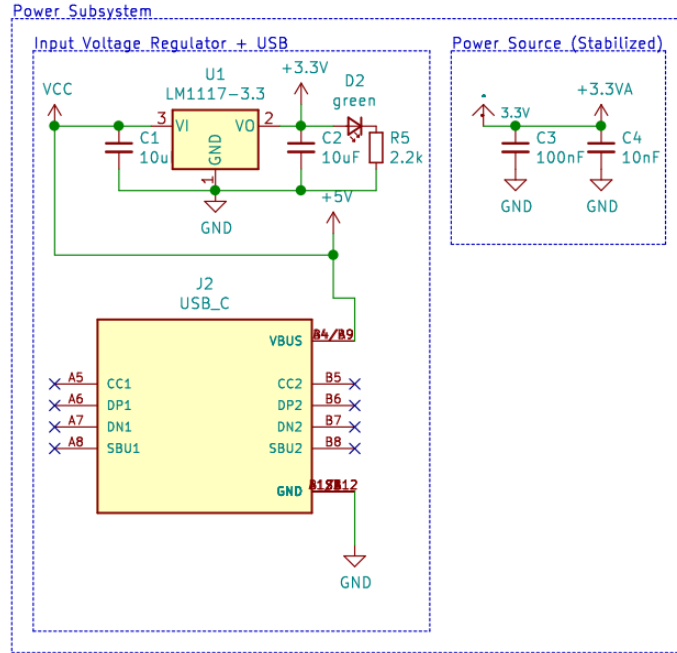 Power Subsystem
Input Voltage Regulator + USB
Power Source (Stabilized)
VCC
U1
LM1117-3.3
+3.3V
D2
green
3
VI
VO
2
GND
1
C1
10u
C2
10uF
R5
2.2k
GND
+5V
3.3V
+3.3VA
C3
100nF
C4
10nF
GND
GND
J2
USB_C
VBUS
A5
CC1
CC2
B5
A6
DP1
DP2
B6
A7
DN1
DN2
B7
A8
SBU1
SBU2
B8
GND
GND